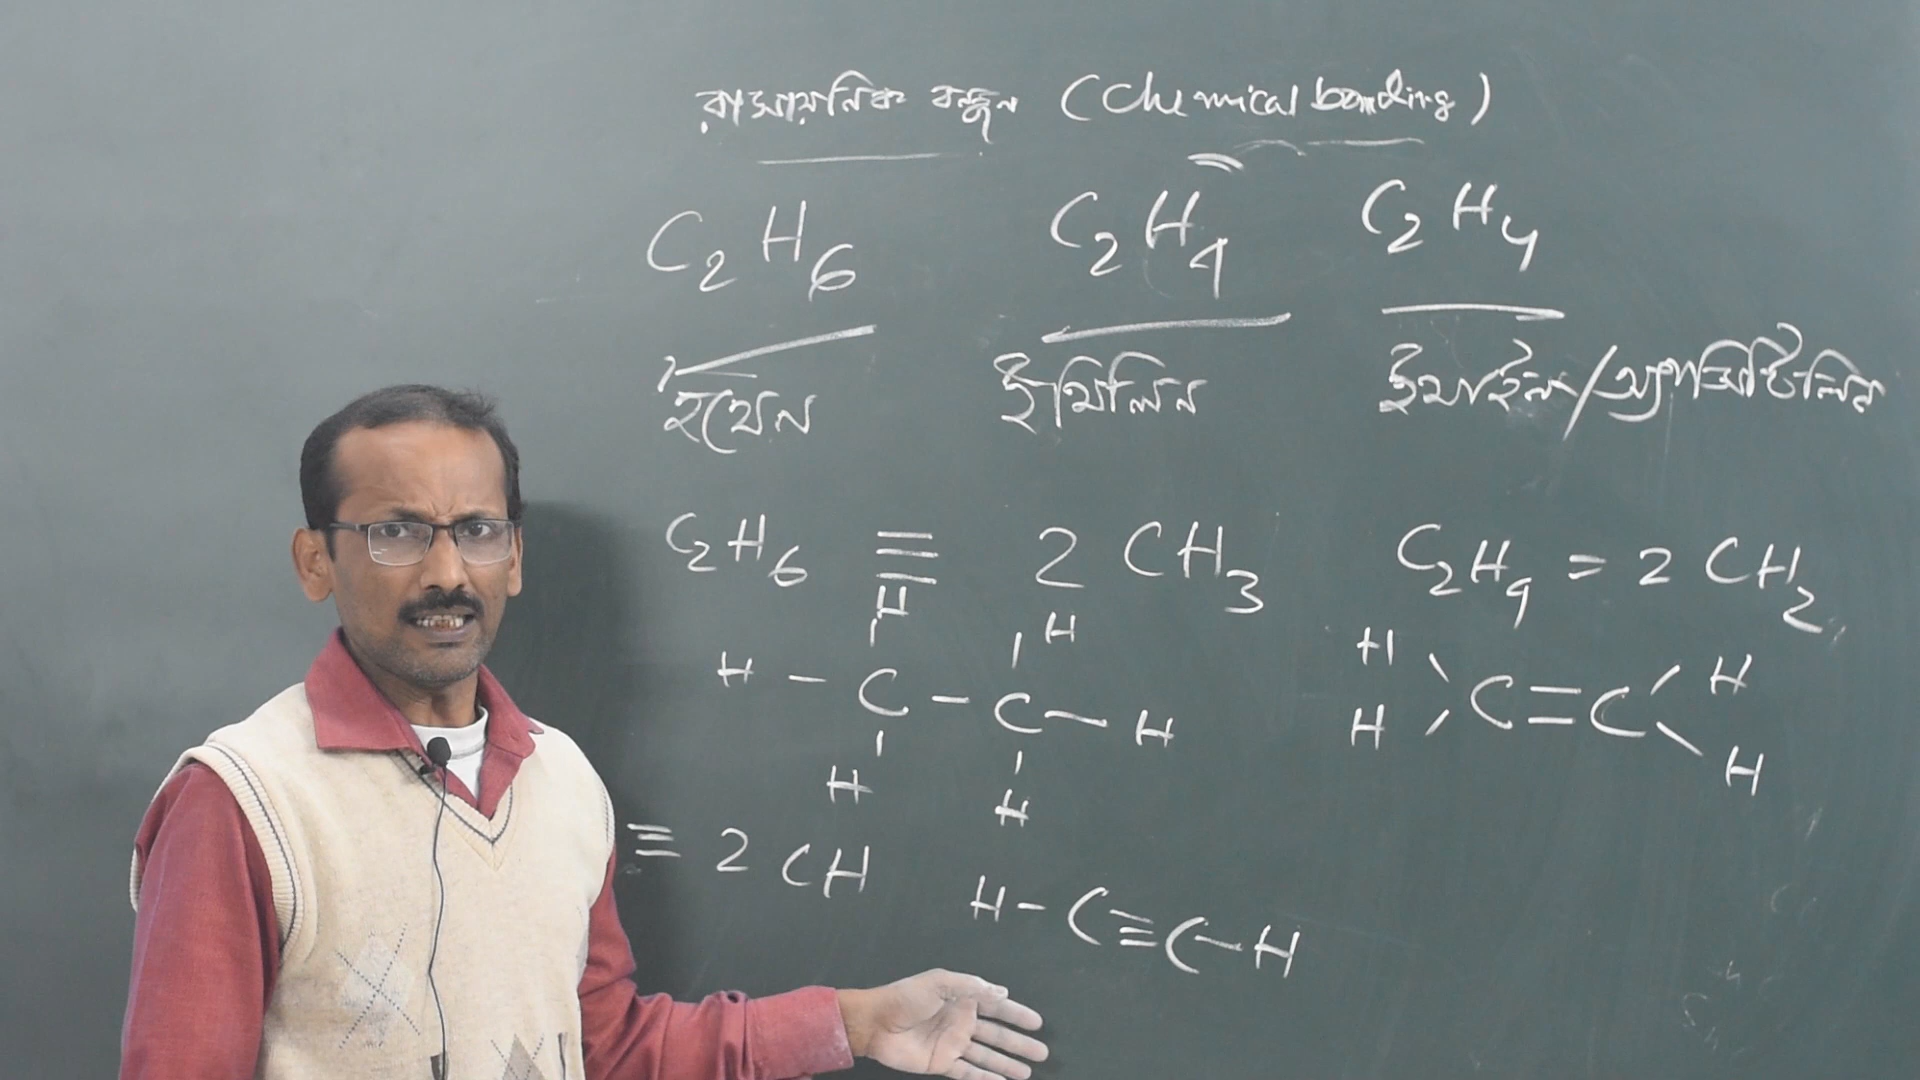 রাসায়নিক বন্ধন (Chemical bonding)
C2H6 C2H4 C2H4
ইথেন ইথিলিন ইথাইন/অ্যাসিটিলিন
C2H6 ≡ 2 CH3 C2H4 = 2 CH2
H H H H
H - C - C - H C = C
H H H H
≡ 2 CH
H - C ≡ C - H